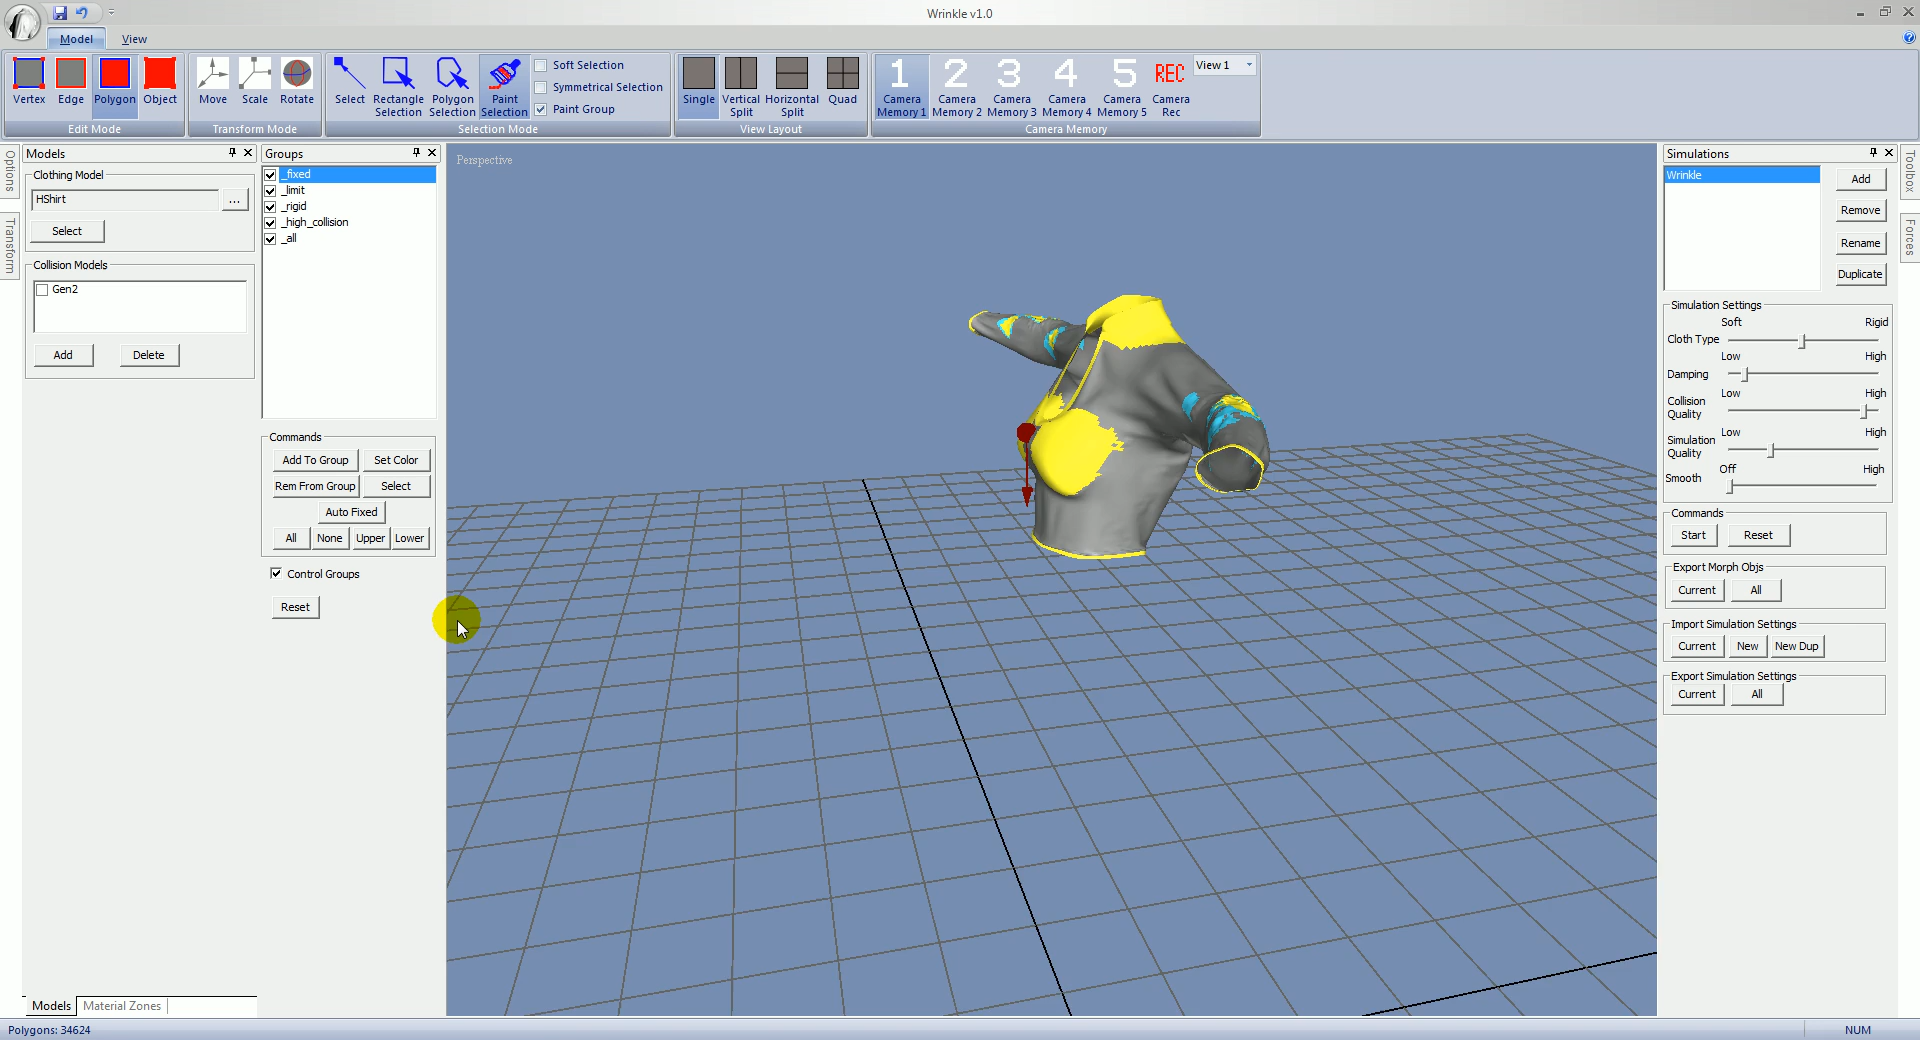 Wrinkle v1.0
Model View
Vertex Edge Polygon Object
Edit Mode
Move Scale Rotate
Transform Mode
Select Rectangle Selection Polygon Selection Paint Selection
Soft Selection
Symmetrical Selection
Paint Group
Selection Mode
Single Vertical Split Horizontal Split Quad
View Layout
1 2 3 4 5 REC
Camera Memory 1 Camera Memory 2 Camera Memory 3 Camera Memory 4 Camera Memory 5 Camera Rec
View 1
Camera Memory
Options
Transform
Models
Clothing Model
HShirt
...
Select
Collision Models
Gen2
Add Delete
Models Material Zones
Groups
_fixed
_limit
_rigid
_high_collision
_all
Commands
Add To Group Set Color
Rem From Group Select
Auto Fixed
All None Upper Lower
Control Groups
Reset
Perspective
Simulations
Wrinkle
Add
Remove
Rename
Duplicate
Simulation Settings
Soft Rigid
Cloth Type
Low High
Damping
Low High
Collision Quality
Low High
Simulation Quality
Off High
Smooth
Commands
Start Reset
Export Morph Objs
Current All
Import Simulation Settings
Current New New Dup
Export Simulation Settings
Current All
Toolbox
Forces
Polygons: 34624
NUM